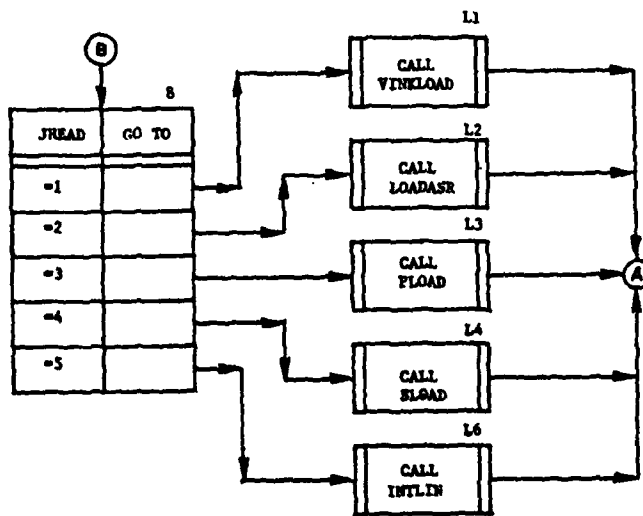 B
8
JREAD GO TO
=1
=2
=3
=4
=5
L1
CALL
VINKLOAD
L2
CALL
LOADASR
L3
CALL
PLOAD
A
L4
CALL
SLOAD
L6
CALL
INTLIN